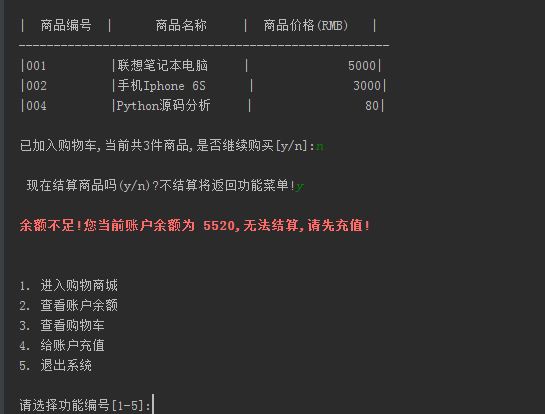 | 商品编号 | 商品名称 | 商品价格(RMB) |
------------------------------------------------------
|001 |联想笔记本电脑 | 5000|
|002 |手机Iphone 6S | 3000|
|004 |Python源码分析 | 80|
已加入购物车,当前共3件商品,是否继续购买[y/n]:n
现在结算商品吗(y/n)?不结算将返回功能菜单!y
余额不足!您当前账户余额为 5520,无法结算,请先充值!
1. 进入购物商城
2. 查看账户余额
3. 查看购物车
4. 给账户充值
5. 退出系统
请选择功能编号[1-5]: